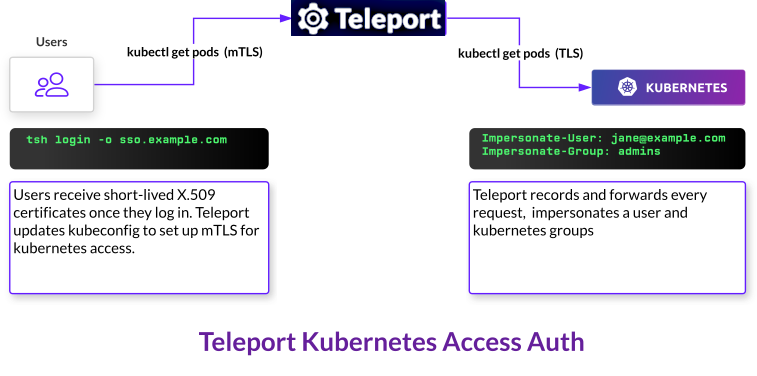 Teleport
Users
kubectl get pods (mTLS)
kubectl get pods (TLS)
KUBERNETES
tsh login -o sso.example.com
Impersonate-User: jane@example.com
Impersonate-Group: admins
Users receive short-lived X.509
certificates once they log in. Teleport
updates kubeconfig to set up mTLS for
kubernetes access.
Teleport records and forwards every
request, impersonates a user and
kubernetes groups
Teleport Kubernetes Access Auth